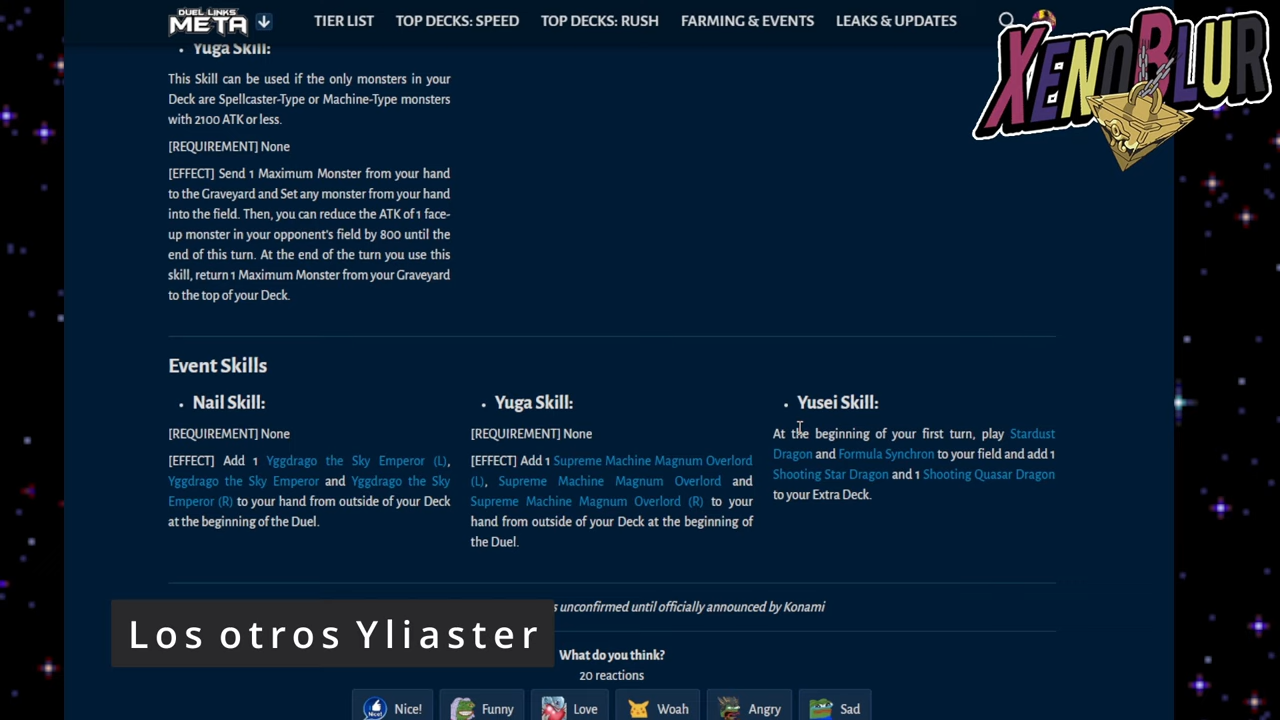 DUEL LINKS
META
TIER LIST
TOP DECKS: SPEED
TOP DECKS: RUSH
FARMING & EVENTS
LEAKS & UPDATES
XENOBLUR
• Yuga Skill:
This Skill can be used if the only monsters in your
Deck are Spellcaster-Type or Machine-Type monsters
with 2100 ATK or less.
[REQUIREMENT] None
[EFFECT] Send 1 Maximum Monster from your hand
to the Graveyard and Set any monster from your hand
into the field. Then, you can reduce the ATK of 1 face-
up monster in your opponent's field by 800 until the
end of this turn. At the end of the turn you use this
skill, return 1 Maximum Monster from your Graveyard
to the top of your Deck.
Event Skills
• Nail Skill:
[REQUIREMENT] None
[EFFECT] Add 1 Yggdrago the Sky Emperor (L),
Yggdrago the Sky Emperor and Yggdrago the Sky
Emperor (R) to your hand from outside of your Deck
at the beginning of the Duel.
• Yuga Skill:
[REQUIREMENT] None
[EFFECT] Add 1 Supreme Machine Magnum Overlord
(L), Supreme Machine Magnum Overlord and
Supreme Machine Magnum Overlord (R) to your
hand from outside of your Deck at the beginning of
the Duel.
• Yusei Skill:
At the beginning of your first turn, play Stardust
Dragon and Formula Synchron to your field and add 1
Shooting Star Dragon and 1 Shooting Quasar Dragon
to your Extra Deck.
unconfirmed until officially announced by Konami
Los otros Yliaster
What do you think?
20 reactions
Nice!
Funny
Love
Woah
Angry
Sad